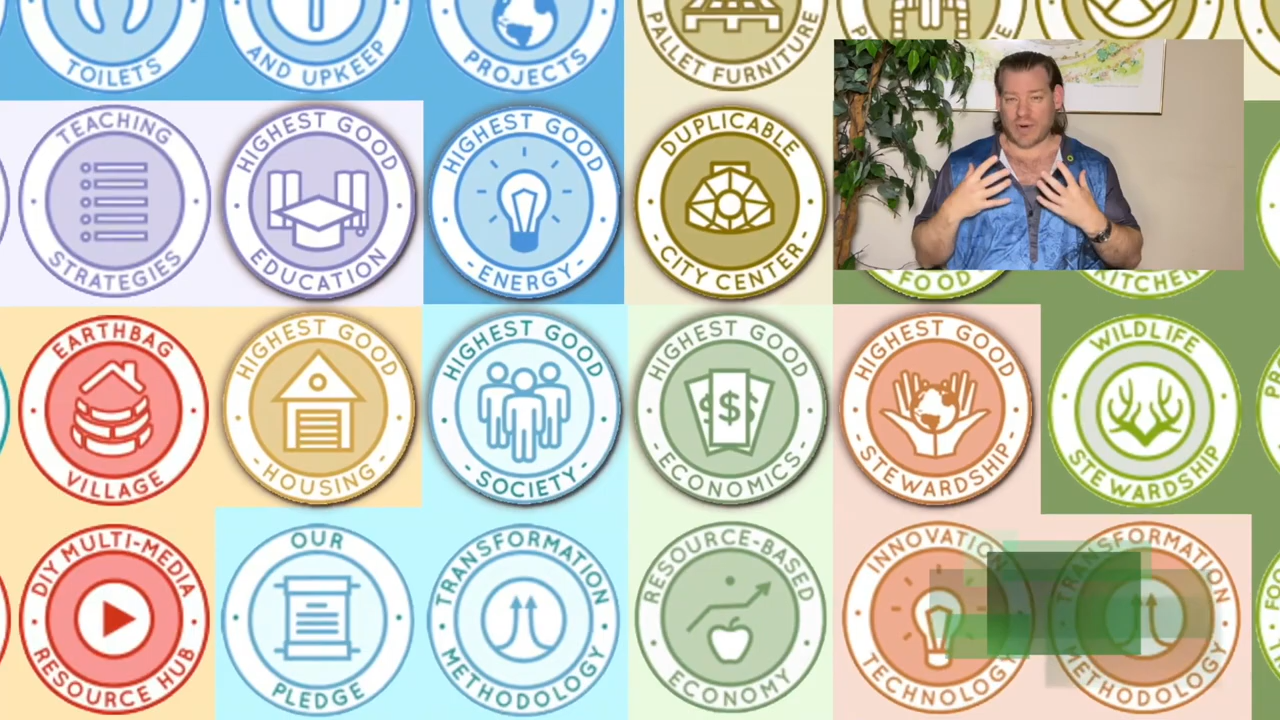 TOILETS
AND UPKEEP
PROJECTS
PALLET FURNITURE
TEACHING
STRATEGIES
HIGHEST GOOD
EDUCATION
HIGHEST GOOD
- ENERGY -
DUPLICABLE
- CITY CENTER -
FOOD
KITCHEN
EARTHBAG
VILLAGE
HIGHEST GOOD
- HOUSING -
HIGHEST GOOD
- SOCIETY -
HIGHEST GOOD
- ECONOMICS -
HIGHEST GOOD
- STEWARDSHIP -
WILDLIFE
STEWARDSHIP
DIY MULTI-MEDIA
RESOURCE HUB
OUR
PLEDGE
TRANSFORMATION
METHODOLOGY
RESOURCE-BASED
ECONOMY
INNOVATION
TECHNOLOGY
TRANSFORMATION
METHODOLOGY